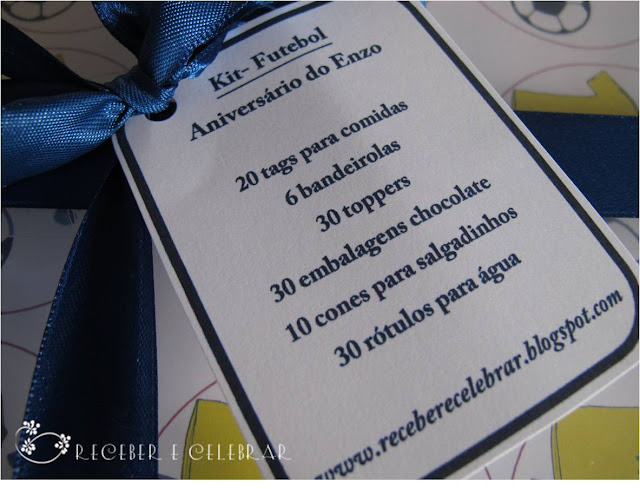 Kit- Futebol
Aniversário do Enzo
20 tags para comidas
6 bandeirolas
30 toppers
30 embalagens chocolate
10 cones para salgadinhos
30 rótulos para água
www.receberecelebrar.blogspot.com
RECEBER E CELEBRAR